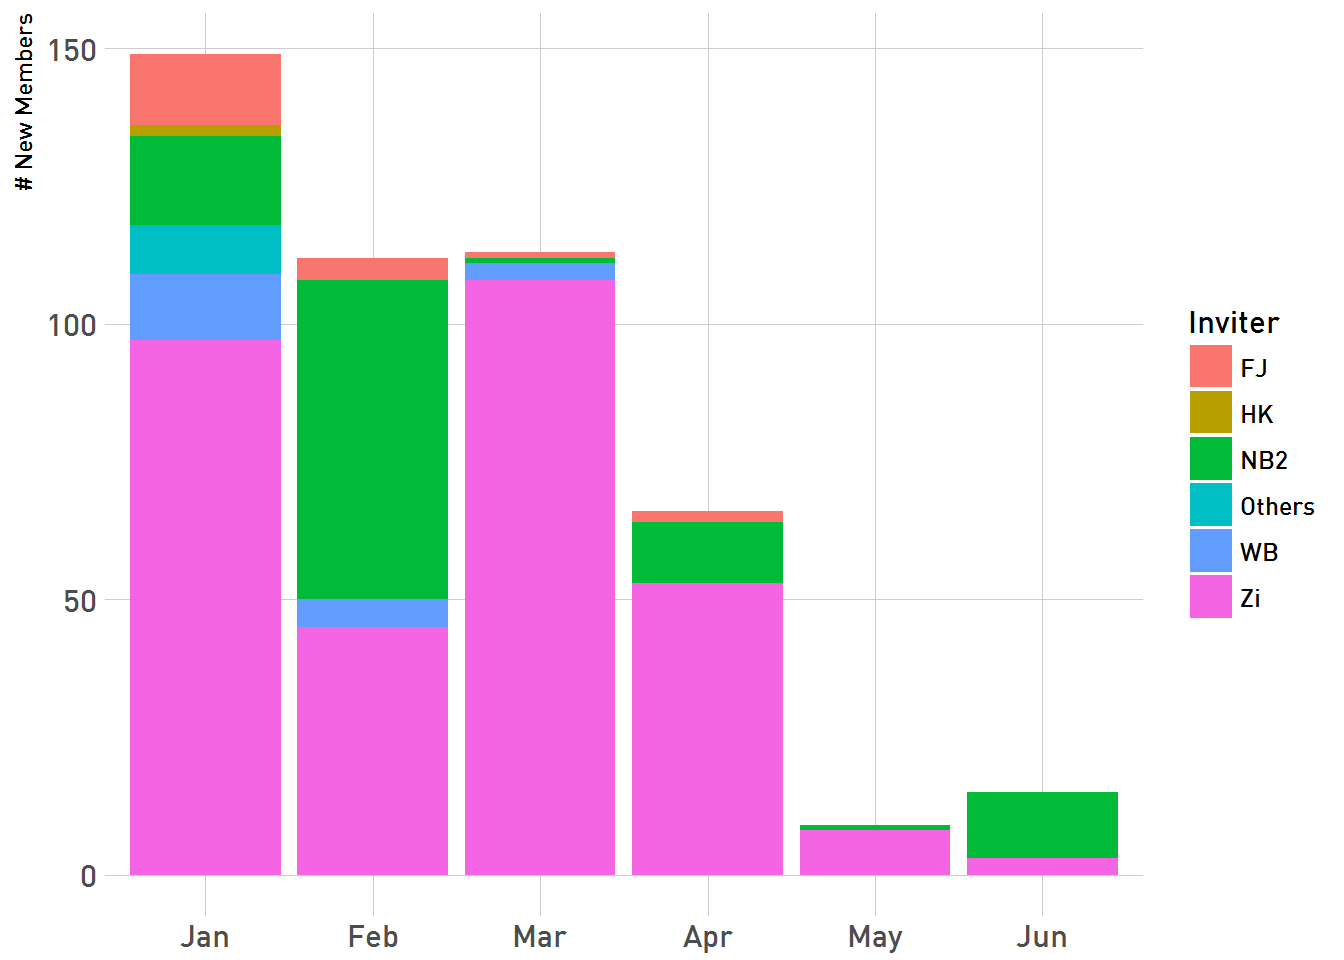 # New Members
150
100
50
0
Jan Feb Mar Apr May Jun
Inviter
FJ
HK
NB2
Others
WB
Zi